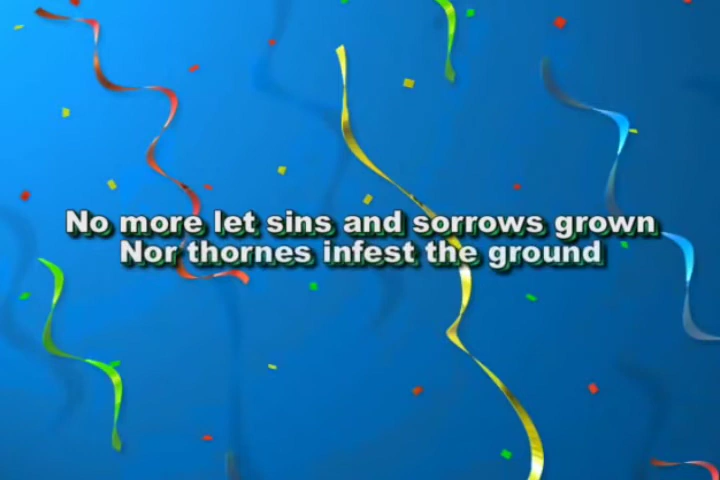 No more let sins and sorrows grown
Nor thornes infest the ground